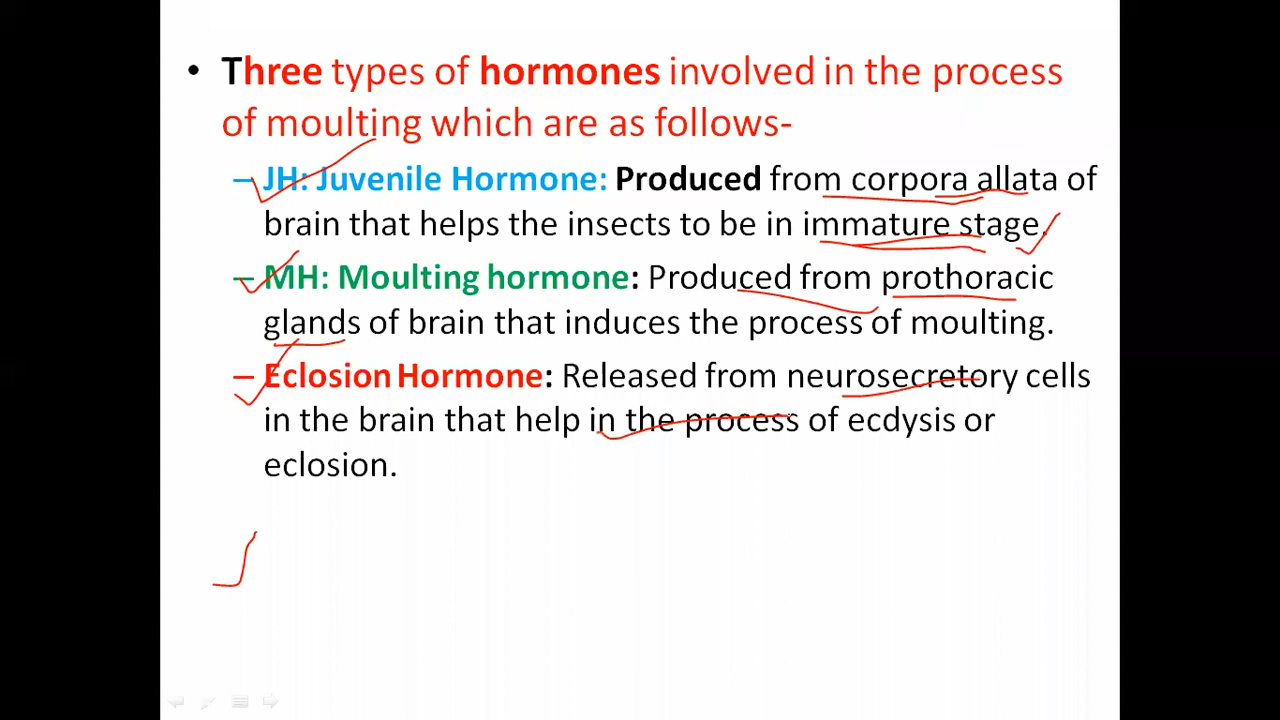 • Three types of hormones involved in the process
of moulting which are as follows-
– JH: Juvenile Hormone: Produced from corpora allata of
brain that helps the insects to be in immature stage.
– MH: Moulting hormone: Produced from prothoracic
glands of brain that induces the process of moulting.
– Eclosion Hormone: Released from neurosecretory cells
in the brain that help in the process of ecdysis or
eclosion.